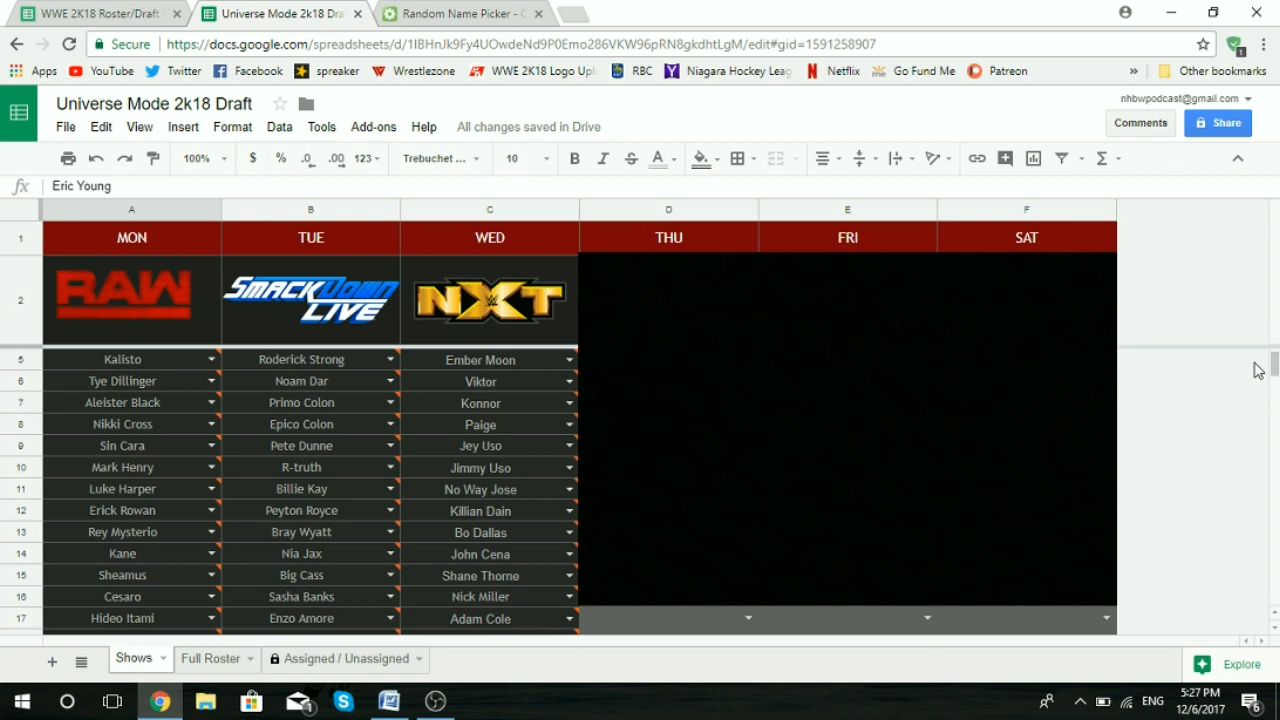 WWE 2K18 Roster/Draft
Universe Mode 2k18 Dra
Random Name Picker - C
Secure
https://docs.google.com/spreadsheets/d/1IBHnJk9Fy4UOwdeNd9P0Emo286VKW96pRN8gkdhtLgM/edit#gid=1591258907
Apps YouTube Twitter Facebook spreaker Wrestlezone WWE 2K18 Logo Upl RBC Niagara Hockey Lea Netflix Go Fund Me Patreon » Other bookmarks
Universe Mode 2k18 Draft
nhbwpodcast@gmail.com
File Edit View Insert Format Data Tools Add-ons Help All changes saved in Drive
Comments Share
100% $ % .0 .00 123 Trebuchet ... 10 B I S A
fx Eric Young
A B C D E F
1 MON TUE WED THU FRI SAT
2 RAW SMACKDOWN LIVE NXT
5 Kalisto Roderick Strong Ember Moon
6 Tye Dillinger Noam Dar Viktor
7 Aleister Black Primo Colon Konnor
8 Nikki Cross Epico Colon Paige
9 Sin Cara Pete Dunne Jey Uso
10 Mark Henry R-truth Jimmy Uso
11 Luke Harper Billie Kay No Way Jose
12 Erick Rowan Peyton Royce Killian Dain
13 Rey Mysterio Bray Wyatt Bo Dallas
14 Kane Nia Jax John Cena
15 Sheamus Big Cass Shane Thorne
16 Cesaro Sasha Banks Nick Miller
17 Hideo Itami Enzo Amore Adam Cole
Shows Full Roster Assigned / Unassigned
Explore
ENG
5:27 PM
12/6/2017
6